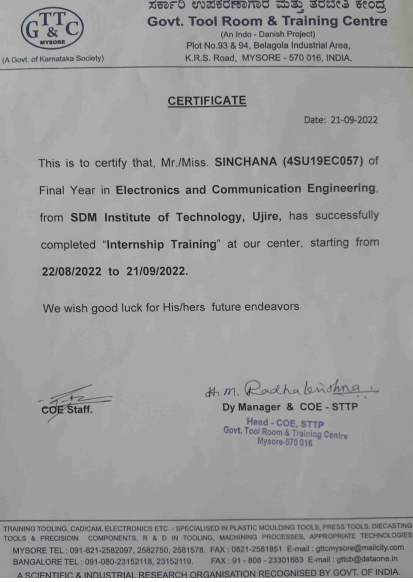 ಸರ್ಕಾರಿ ಉಪಕರಣಾಗಾರ ಮತ್ತು ತರಬೇತಿ ಕೇಂದ್ರ
GTTC
G & C
MYSORE
Govt. Tool Room & Training Centre
(An Indo - Danish Project)
Plot No.93 & 94, Belagola Industrial Area,
(A Govt. of Karnataka Society)
K.R.S. Road, MYSORE - 570 016, INDIA.
CERTIFICATE
Date: 21-09-2022
This is to certify that, Mr./Miss. SINCHANA (4SU19EC057) of
Final Year in Electronics and Communication Engineering,
from SDM Institute of Technology, Ujire, has successfully
completed "Internship Training" at our center, starting from
22/08/2022 to 21/09/2022.
We wish good luck for His/hers future endeavors
H.M. Radhakrishna.
COE Staff.
Dy Manager & COE - STTP
Head - COE, STTP
Govt. Tool Room & Training Centre
Mysore-570 016
TRAINING TOOLING, CAD/CAM, ELECTRONICS ETC. - SPECIALISED IN PLASTIC MOULDING TOOLS, PRESS TOOLS, DIECASTING
TOOLS & PRECISION COMPONENTS, R & D IN TOOLING, MACHINING PROCESSES, APPROPRIATE TECHNOLOGIES
MYSORE TEL : 091-821-2582097, 2582750, 2581578. FAX : 0821-2581851 E-mail : gttcmysore@mailcity.com
BANGALORE TEL : 091-080-23152118, 23152119. FAX : 91 - 808 - 23301683 E-mail : gttcb@dataone.in
A SCIENTIFIC & INDUSTRIAL RESEARCH ORGANISATION RECOGNISED BY GOVT. OF INDIA.